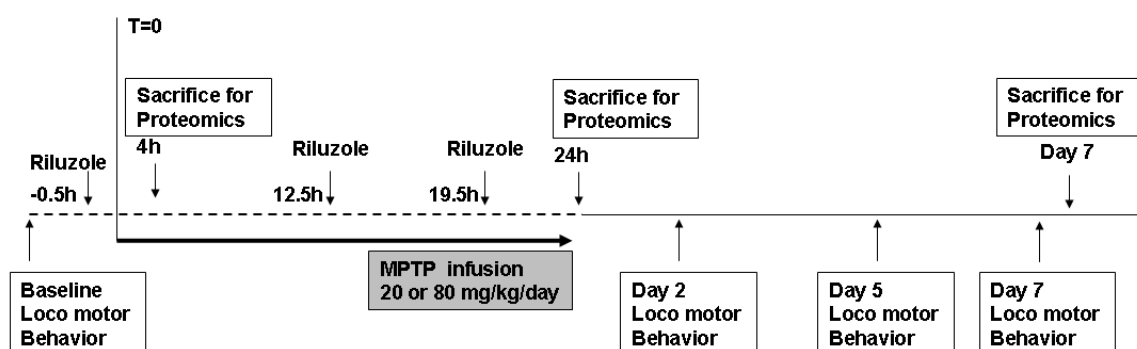 T=0
Sacrifice for
Proteomics
4h
Riluzole
-0.5h
Riluzole
12.5h
Riluzole
19.5h
Sacrifice for
Proteomics
24h
Sacrifice for
Proteomics
Day 7
MPTP infusion
20 or 80 mg/kg/day
Baseline
Loco motor
Behavior
Day 2
Loco motor
Behavior
Day 5
Loco motor
Behavior
Day 7
Loco motor
Behavior